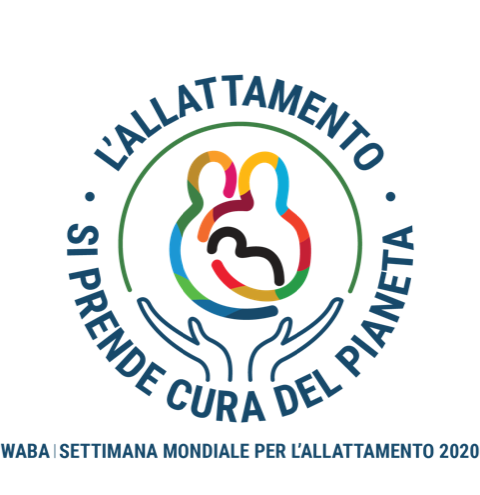 L'ALLATTAMENTO
• SI PRENDE CURA DEL PIANETA •
WABA | SETTIMANA MONDIALE PER L'ALLATTAMENTO 2020